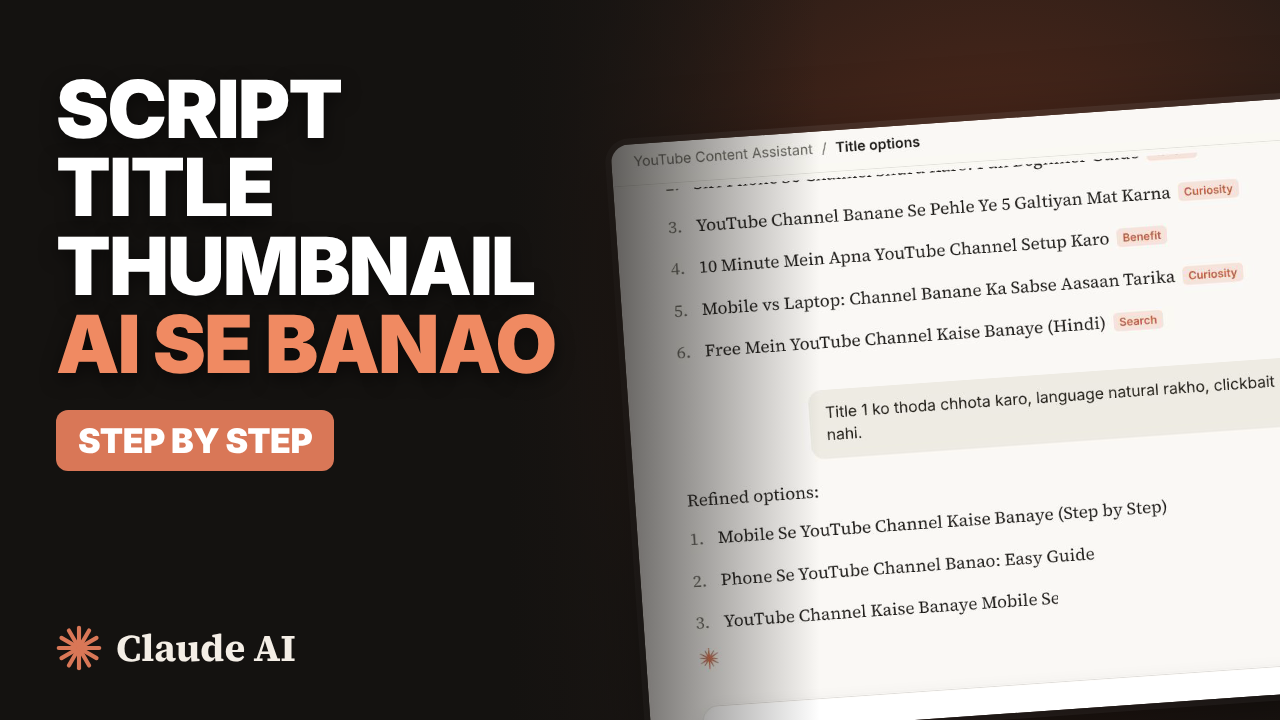 SCRIPT
TITLE
THUMBNAIL
AI SE BANAO
STEP BY STEP
Claude AI
YouTube Content Assistant / Title options
3. YouTube Channel Banane Se Pehle Ye 5 Galtiyan Mat Karna Curiosity
4. 10 Minute Mein Apna YouTube Channel Setup Karo Benefit
5. Mobile vs Laptop: Channel Banane Ka Sabse Aasaan Tarika Curiosity
6. Free Mein YouTube Channel Kaise Banaye (Hindi) Search
Title 1 ko thoda chhota karo, language natural rakho, clickbait
nahi.
Refined options:
1. Mobile Se YouTube Channel Kaise Banaye (Step by Step)
2. Phone Se YouTube Channel Banao: Easy Guide
3. YouTube Channel Kaise Banaye Mobile Se